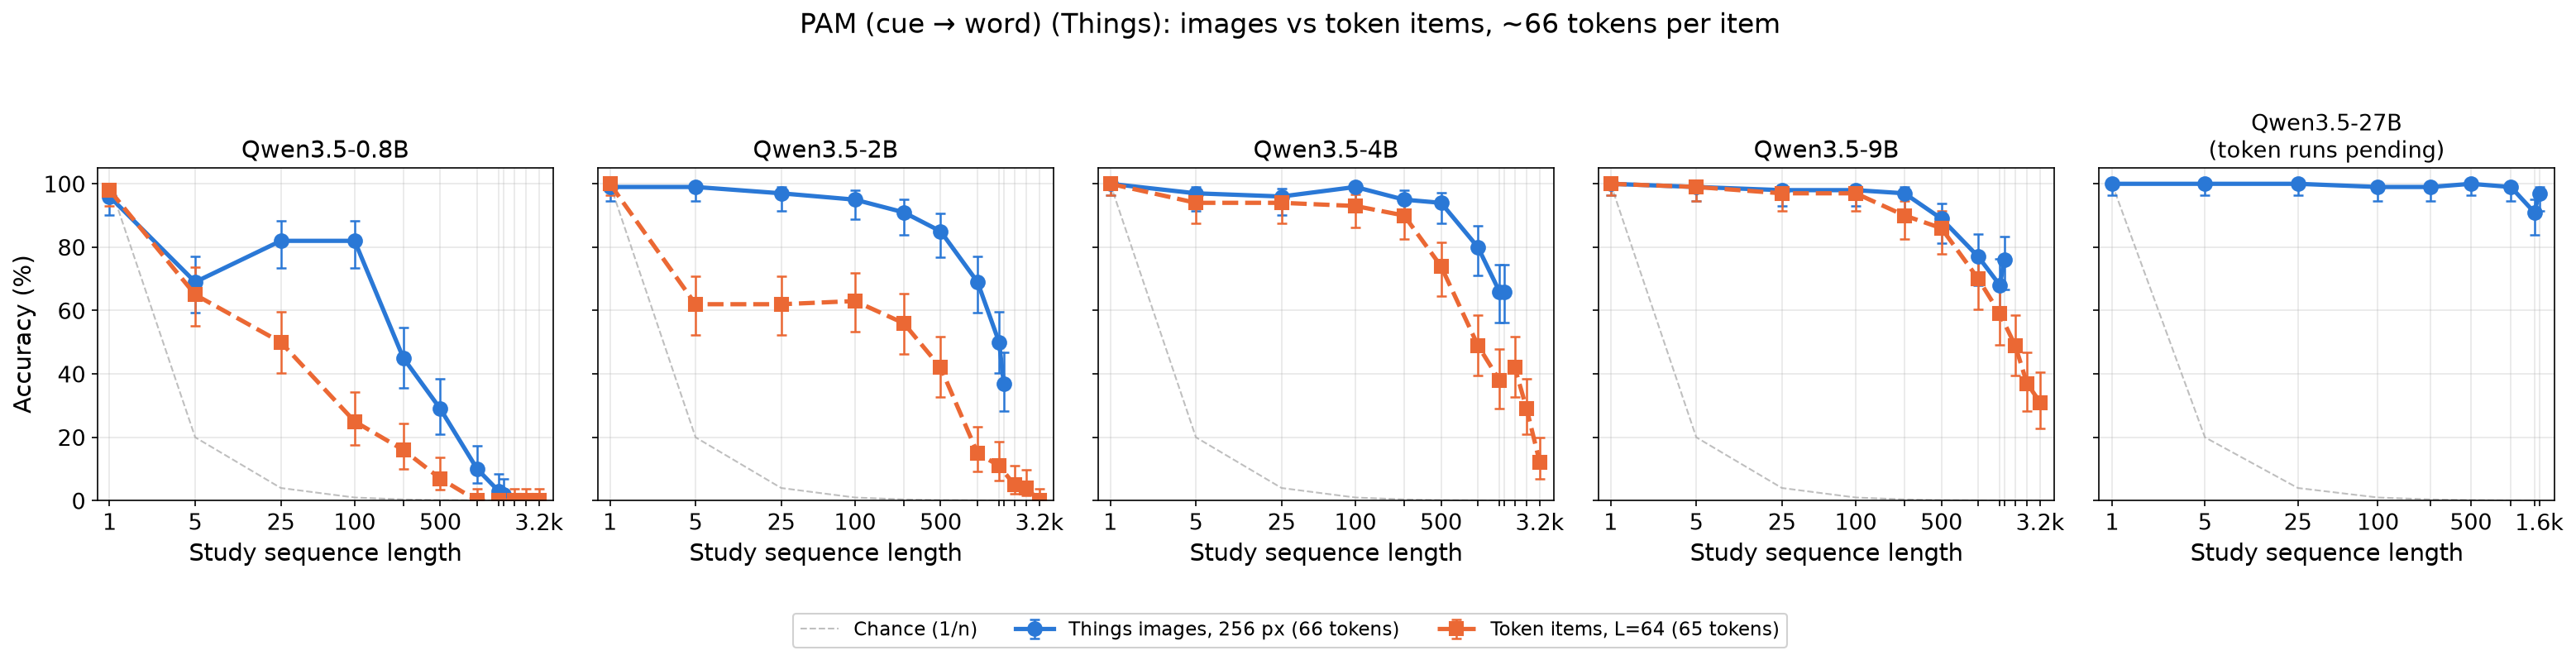 PAM (cue → word) (Things): images vs token items, ~66 tokens per item
Qwen3.5-0.8B
Qwen3.5-2B
Qwen3.5-4B
Qwen3.5-9B
Qwen3.5-27B
(token runs pending)
Accuracy (%)
100
80
60
40
20
0
1 5 25 100 500 3.2k
Study sequence length
1 5 25 100 500 3.2k
Study sequence length
1 5 25 100 500 3.2k
Study sequence length
1 5 25 100 500 3.2k
Study sequence length
1 5 25 100 500 1.6k
Study sequence length
Chance (1/n)
Things images, 256 px (66 tokens)
Token items, L=64 (65 tokens)